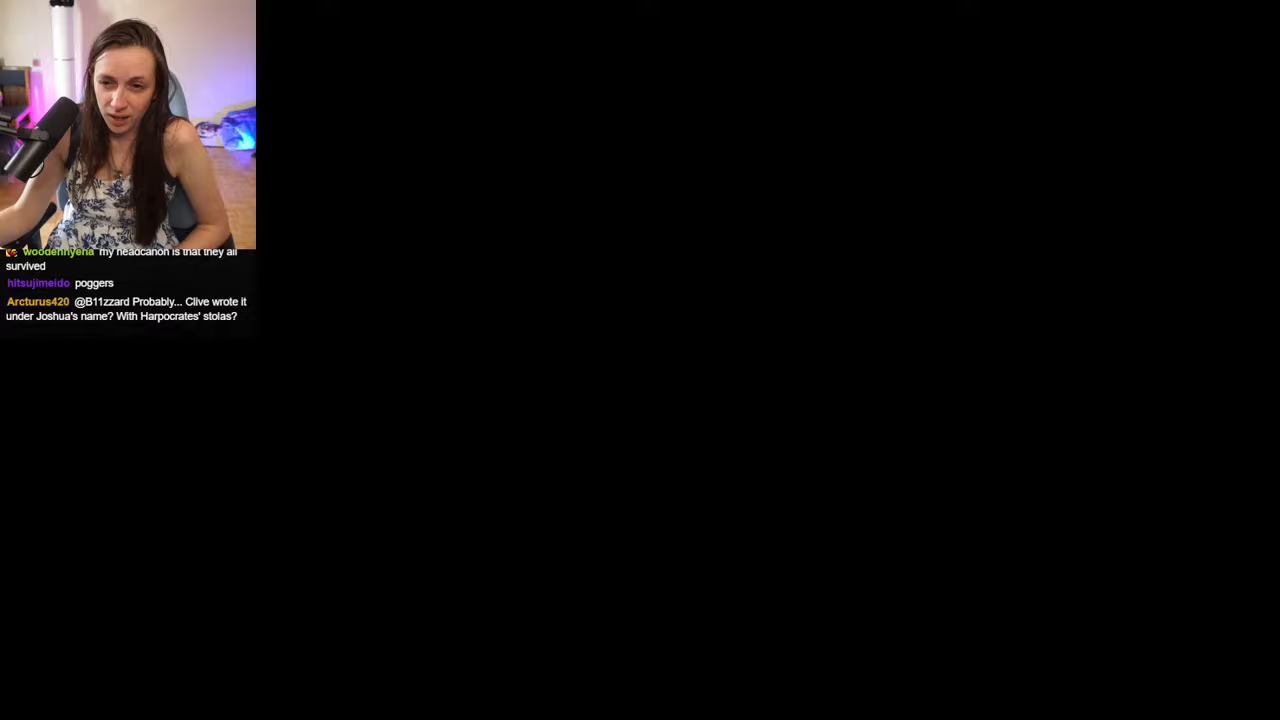 woodennyena my headcanon is that they all
survived
hitsujimeido poggers
Arcturus420 @B11zzard Probably... Clive wrote it
under Joshua's name? With Harpocrates' stolas?